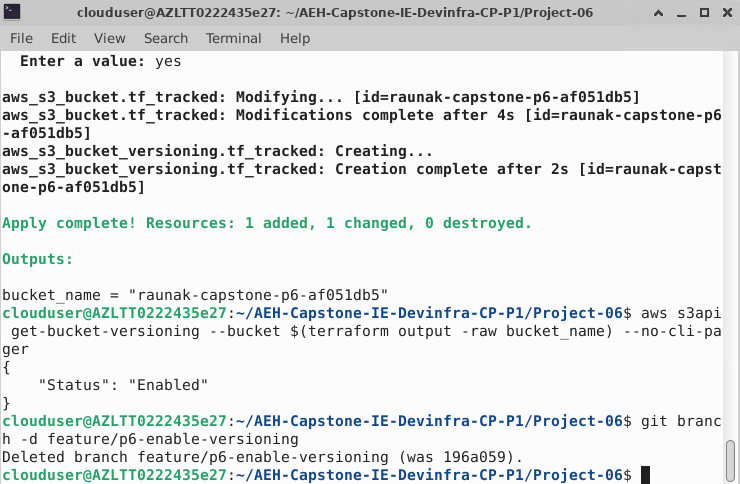 clouduser@AZLTT0222435e27: ~/AEH-Capstone-IE-Devinfra-CP-P1/Project-06
File Edit View Search Terminal Help
  Enter a value: yes
aws_s3_bucket.tf_tracked: Modifying... [id=raunak-capstone-p6-af051db5]
aws_s3_bucket.tf_tracked: Modifications complete after 4s [id=raunak-capstone-p6
-af051db5]
aws_s3_bucket_versioning.tf_tracked: Creating...
aws_s3_bucket_versioning.tf_tracked: Creation complete after 2s [id=raunak-capst
one-p6-af051db5]
Apply complete! Resources: 1 added, 1 changed, 0 destroyed.
Outputs:
bucket_name = "raunak-capstone-p6-af051db5"
clouduser@AZLTT0222435e27:~/AEH-Capstone-IE-Devinfra-CP-P1/Project-06$ aws s3api
 get-bucket-versioning --bucket $(terraform output -raw bucket_name) --no-cli-pa
ger
{
    "Status": "Enabled"
}
clouduser@AZLTT0222435e27:~/AEH-Capstone-IE-Devinfra-CP-P1/Project-06$ git branc
h -d feature/p6-enable-versioning
Deleted branch feature/p6-enable-versioning (was 196a059).
clouduser@AZLTT0222435e27:~/AEH-Capstone-IE-Devinfra-CP-P1/Project-06$